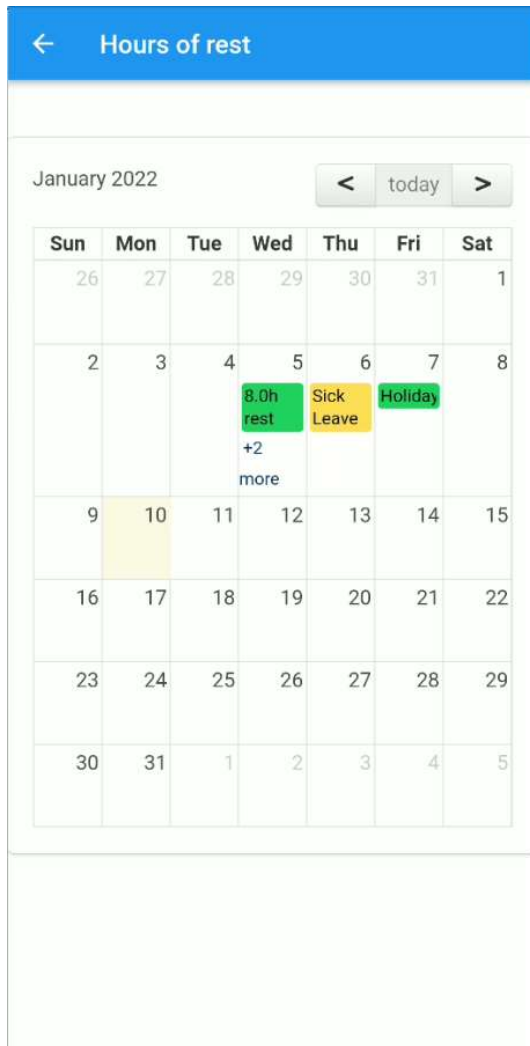 Hours of rest
January 2022
< today >
Sun Mon Tue Wed Thu Fri Sat
26 27 28 29 30 31 1
2 3 4 5 6 7 8
8.0h Sick Holiday
rest Leave
+2
more
9 10 11 12 13 14 15
16 17 18 19 20 21 22
23 24 25 26 27 28 29
30 31 1 2 3 4 5